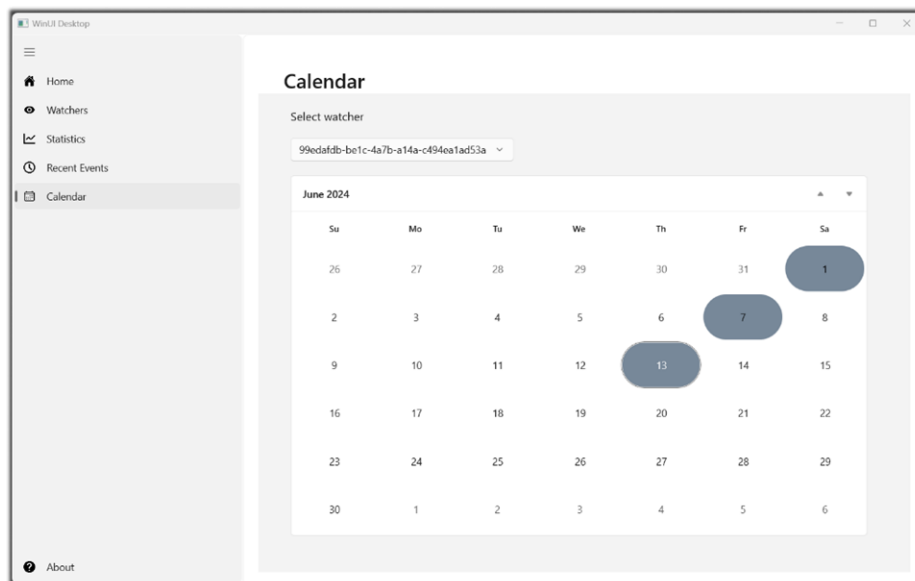 WinUI Desktop
Home
Watchers
Statistics
Recent Events
Calendar
About
Calendar
Select watcher
99edafdb-be1c-4a7b-a14a-c494ea1ad53a
June 2024
Su Mo Tu We Th Fr Sa
26 27 28 29 30 31 1
2 3 4 5 6 7 8
9 10 11 12 13 14 15
16 17 18 19 20 21 22
23 24 25 26 27 28 29
30 1 2 3 4 5 6